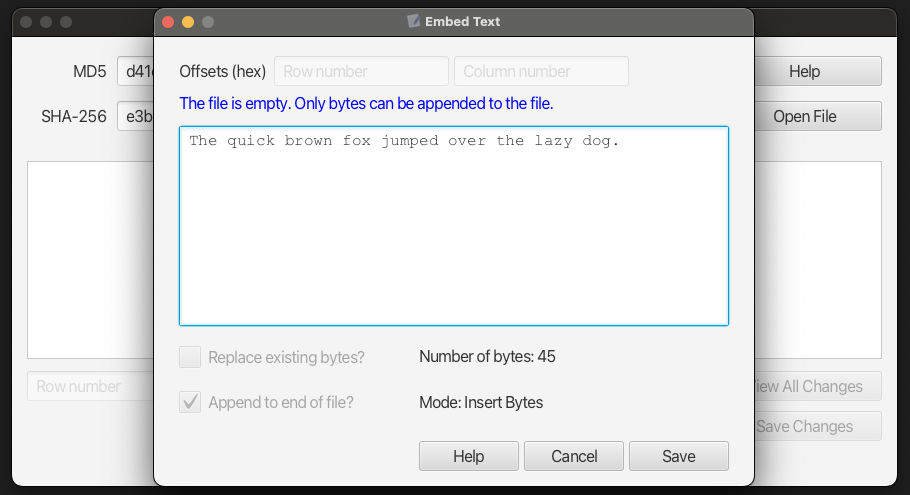 Embed Text
MD5 d41
Help
SHA-256 e3b
Open File
Offsets (hex) Row number Column number
The file is empty. Only bytes can be appended to the file.
The quick brown fox jumped over the lazy dog.
Replace existing bytes? Number of bytes: 45
Append to end of file? Mode: Insert Bytes
Help Cancel Save
Row number
iew All Changes
Save Changes